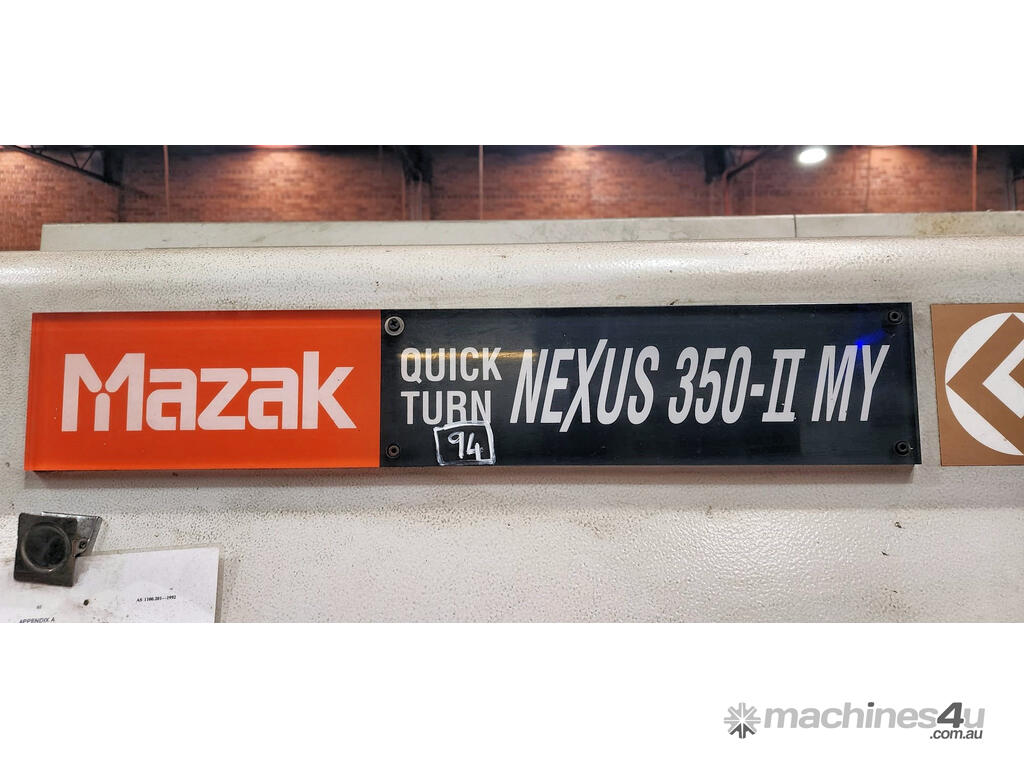 Mazak
QUICK TURN NEXUS 350-II MY
94
AS 1100.201—1992
APPENDIX A
machines4u
.com.au